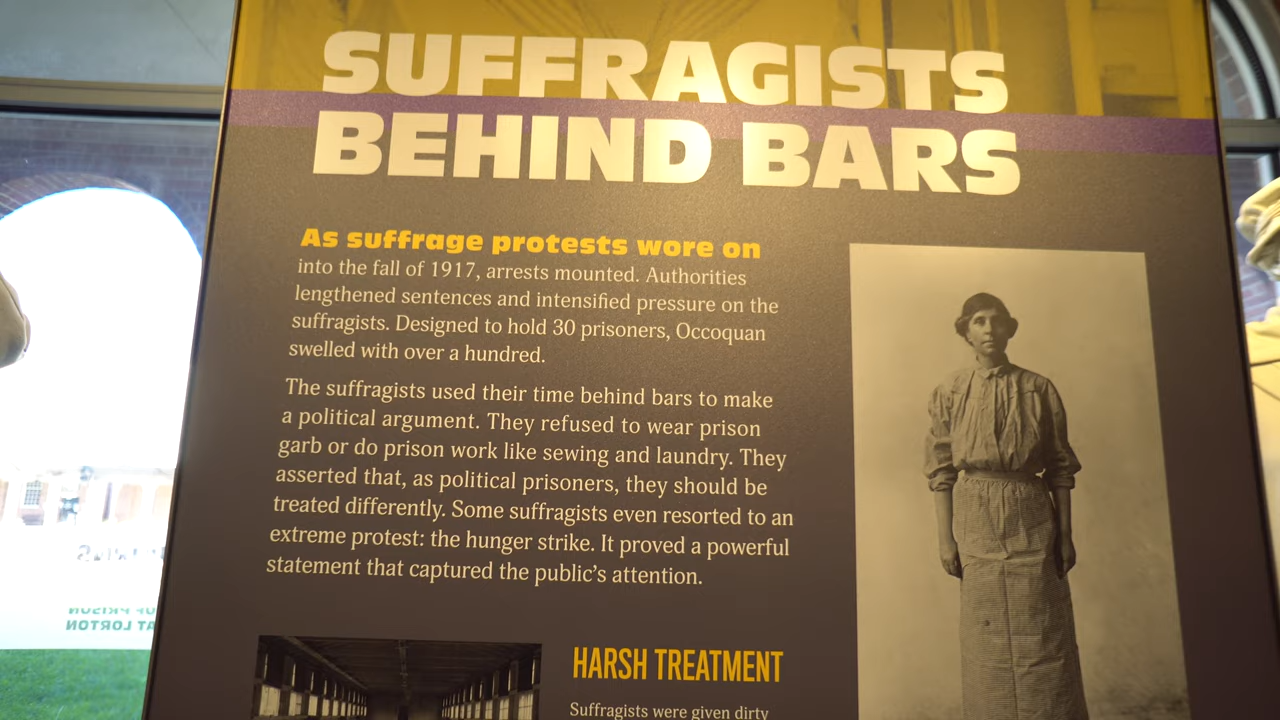 SUFFRAGISTS
BEHIND BARS
As suffrage protests wore on
into the fall of 1917, arrests mounted. Authorities
lengthened sentences and intensified pressure on the
suffragists. Designed to hold 30 prisoners, Occoquan
swelled with over a hundred.
The suffragists used their time behind bars to make
a political argument. They refused to wear prison
garb or do prison work like sewing and laundry. They
asserted that, as political prisoners, they should be
treated differently. Some suffragists even resorted to an
extreme protest: the hunger strike. It proved a powerful
statement that captured the public's attention.
HARSH TREATMENT
Suffragists were given dirty
OF PRISON
AT LORTON